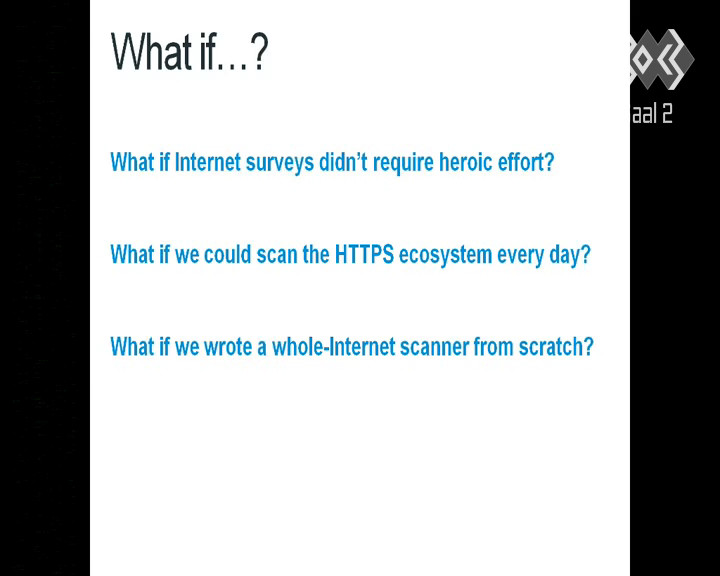 What if...?
aal 2
What if Internet surveys didn't require heroic effort?
What if we could scan the HTTPS ecosystem every day?
What if we wrote a whole-Internet scanner from scratch?